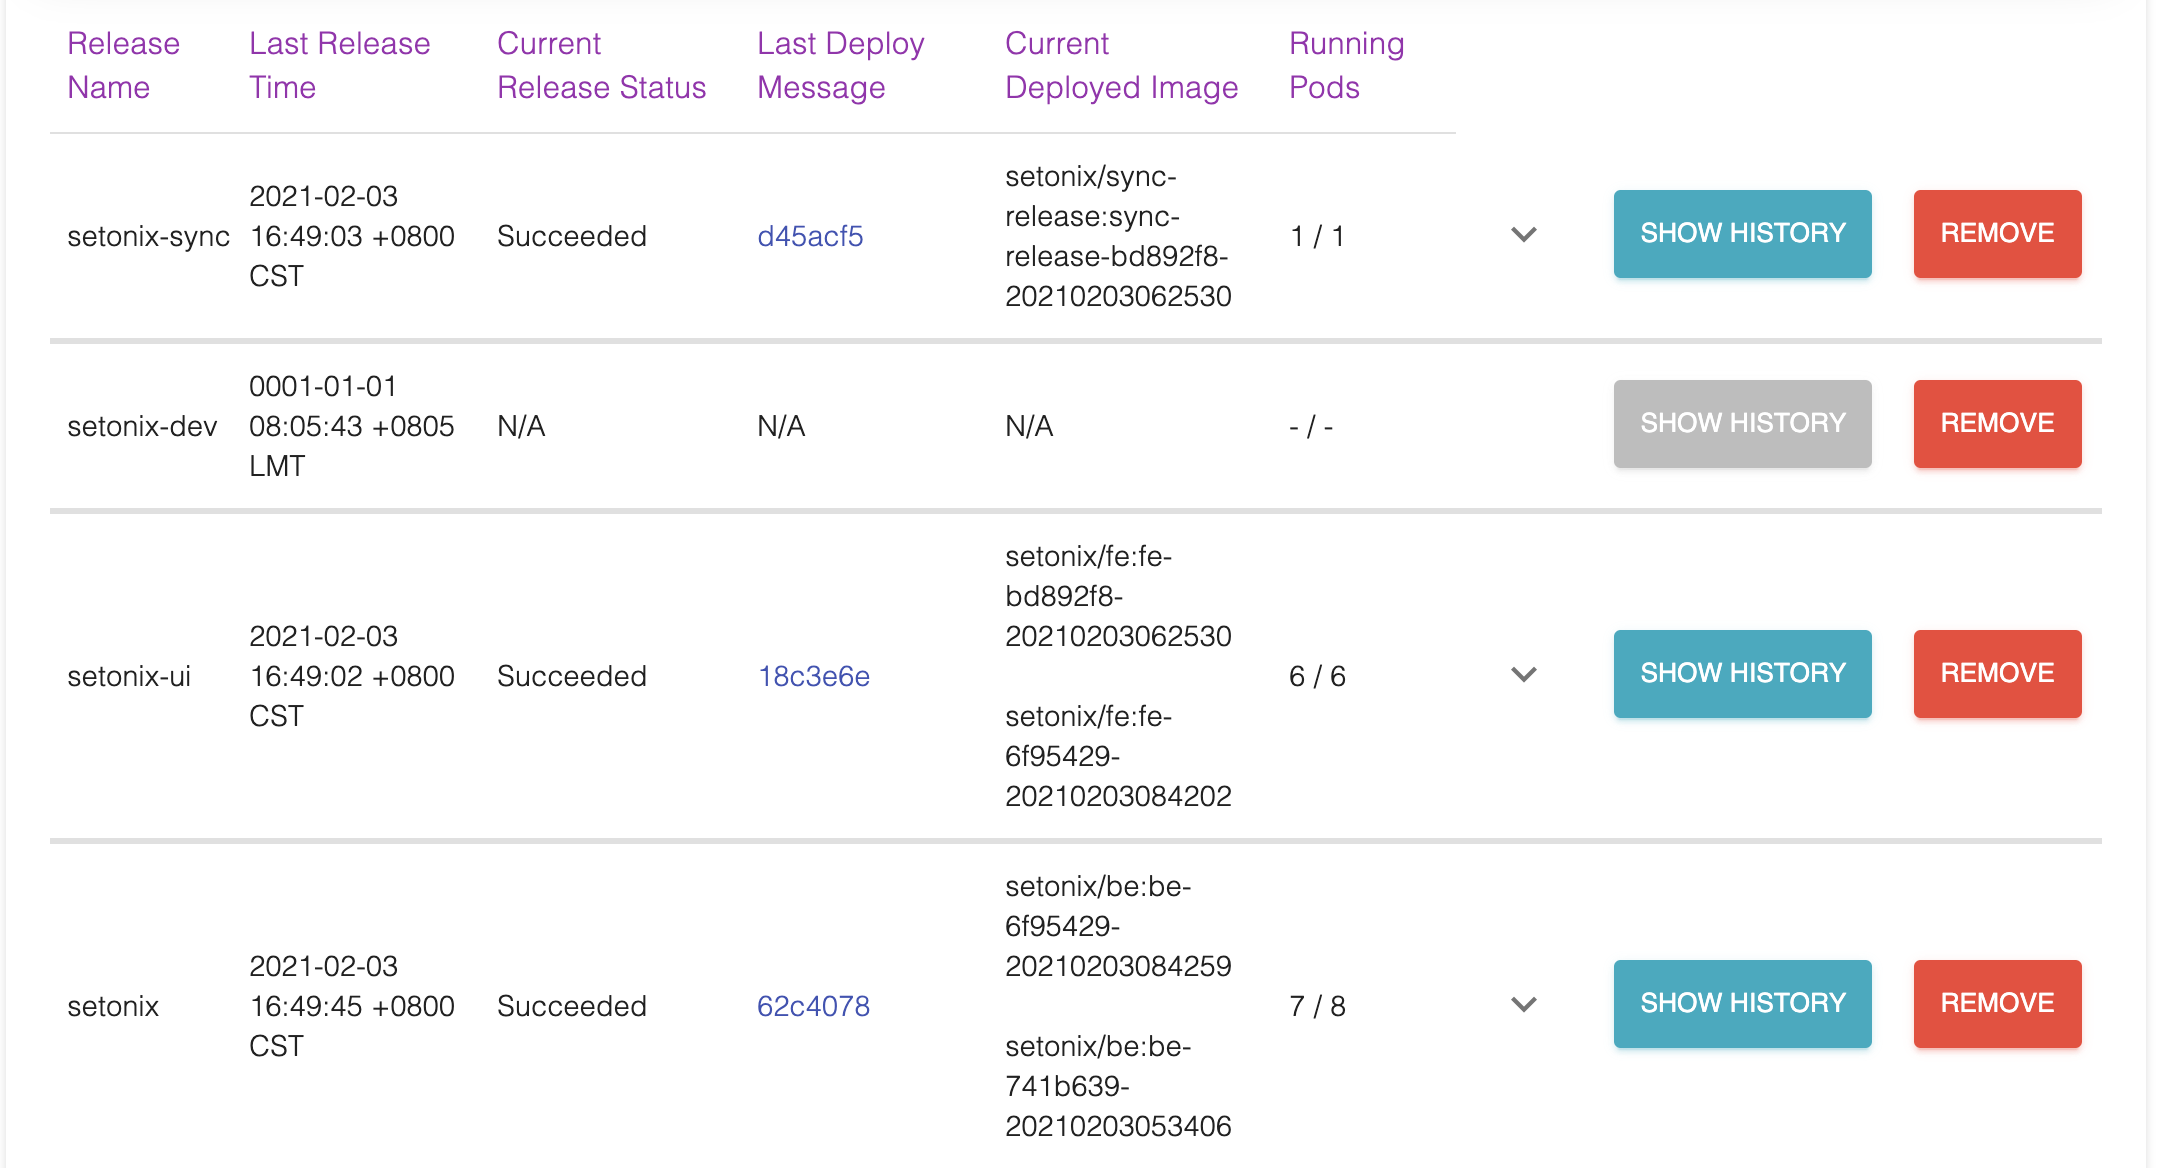 Release Name
Last Release Time
Current Release Status
Last Deploy Message
Current Deployed Image
Running Pods
setonix-sync
2021-02-03
16:49:03 +0800
CST
Succeeded
d45acf5
setonix/sync-
release:sync-
release-bd892f8-
20210203062530
1 / 1
SHOW HISTORY
REMOVE
setonix-dev
0001-01-01
08:05:43 +0805
LMT
N/A
N/A
N/A
- / -
SHOW HISTORY
REMOVE
setonix-ui
2021-02-03
16:49:02 +0800
CST
Succeeded
18c3e6e
setonix/fe:fe-
bd892f8-
20210203062530
setonix/fe:fe-
6f95429-
20210203084202
6 / 6
SHOW HISTORY
REMOVE
setonix
2021-02-03
16:49:45 +0800
CST
Succeeded
62c4078
setonix/be:be-
6f95429-
20210203084259
setonix/be:be-
741b639-
20210203053406
7 / 8
SHOW HISTORY
REMOVE